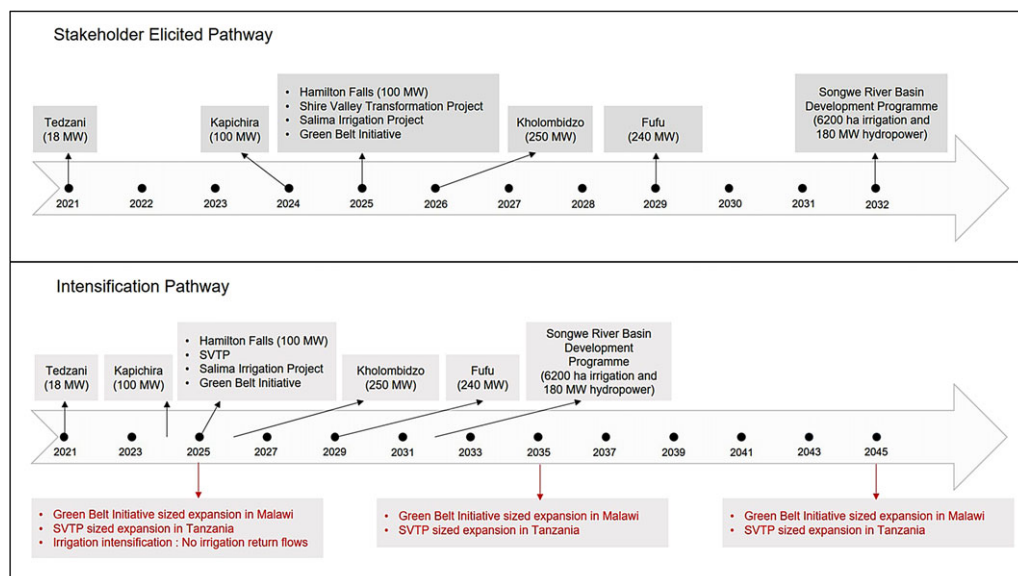 Stakeholder Elicited Pathway
Tedzani
(18 MW)
Kapichira
(100 MW)
• Hamilton Falls (100 MW)
• Shire Valley Transformation Project
• Salima Irrigation Project
• Green Belt Initiative
Kholombidzo
(250 MW)
Fufu
(240 MW)
Songwe River Basin
Development Programme
(6200 ha irrigation and
180 MW hydropower)
2021 2022 2023 2024 2025 2026 2027 2028 2029 2030 2031 2032
Intensification Pathway
Tedzani
(18 MW)
Kapichira
(100 MW)
• Hamilton Falls (100 MW)
• SVTP
• Salima Irrigation Project
• Green Belt Initiative
Kholombidzo
(250 MW)
Fufu
(240 MW)
Songwe River Basin
Development
Programme
(6200 ha irrigation and
180 MW hydropower)
2021 2023 2025 2027 2029 2031 2033 2035 2037 2039 2041 2043 2045
• Green Belt Initiative sized expansion in Malawi
• SVTP sized expansion in Tanzania
• Irrigation intensification : No irrigation return flows
• Green Belt Initiative sized expansion in Malawi
• SVTP sized expansion in Tanzania
• Green Belt Initiative sized expansion in Malawi
• SVTP sized expansion in Tanzania